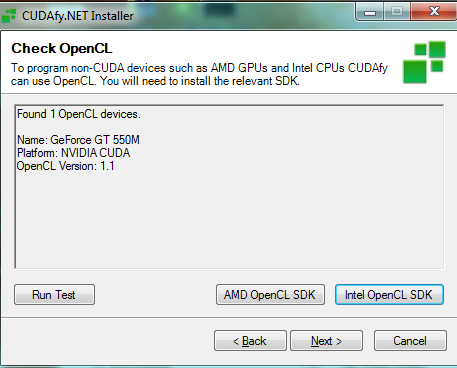 CUDAfy.NET Installer
Check OpenCL
To program non-CUDA devices such as AMD GPUs and Intel CPUs CUDAfy
can use OpenCL. You will need to install the relevant SDK.
Found 1 OpenCL devices.
Name: GeForce GT 550M
Platform: NVIDIA CUDA
OpenCL Version: 1.1
Run Test
AMD OpenCL SDK
Intel OpenCL SDK
< Back
Next >
Cancel